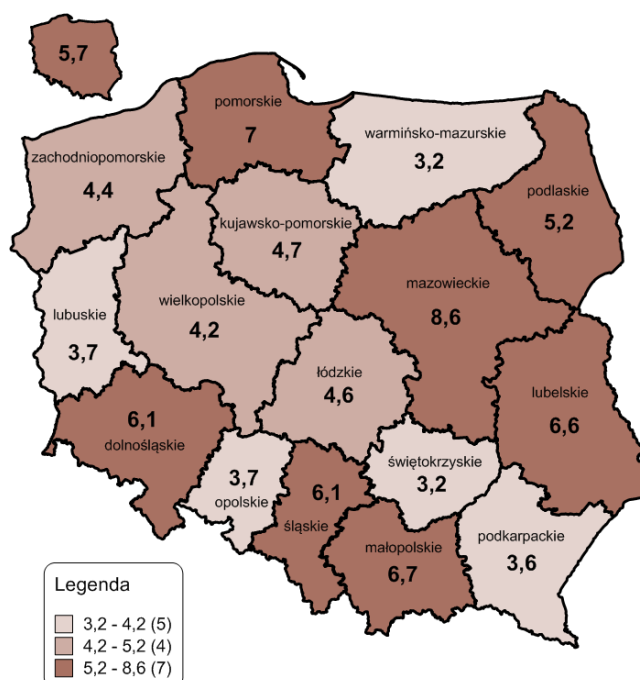 5,7
pomorskie
7
warmińsko-mazurskie
3,2
zachodniopomorskie
4,4
podlaskie
5,2
kujawsko-pomorskie
4,7
mazowieckie
8,6
wielkopolskie
4,2
lubuskie
3,7
łódzkie
4,6
lubelskie
6,6
6,1
dolnośląskie
3,7
opolskie
6,1
śląskie
świętokrzyskie
3,2
małopolskie
6,7
podkarpackie
3,6
Legenda
3,2 - 4,2 (5)
4,2 - 5,2 (4)
5,2 - 8,6 (7)